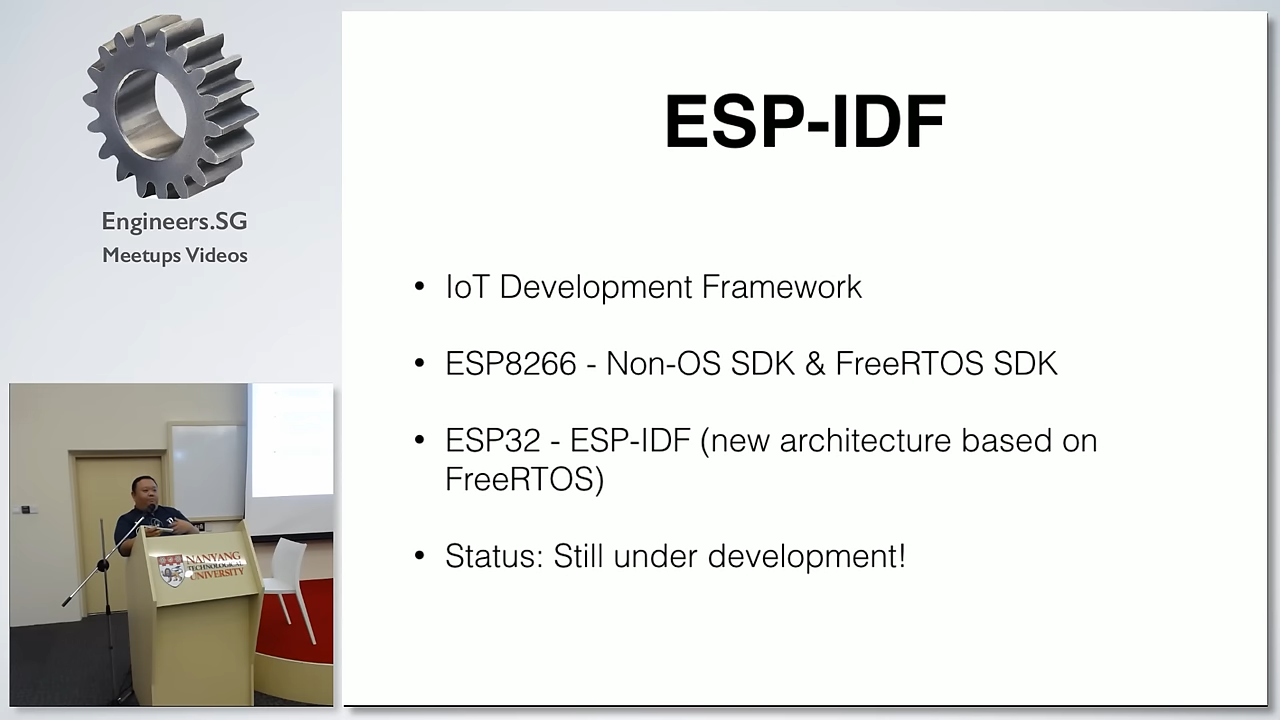 Engineers.SG
Meetups Videos
ESP-IDF
• IoT Development Framework
• ESP8266 - Non-OS SDK & FreeRTOS SDK
• ESP32 - ESP-IDF (new architecture based on
FreeRTOS)
• Status: Still under development!
NANYANG
TECHNOLOGICAL
UNIVERSITY